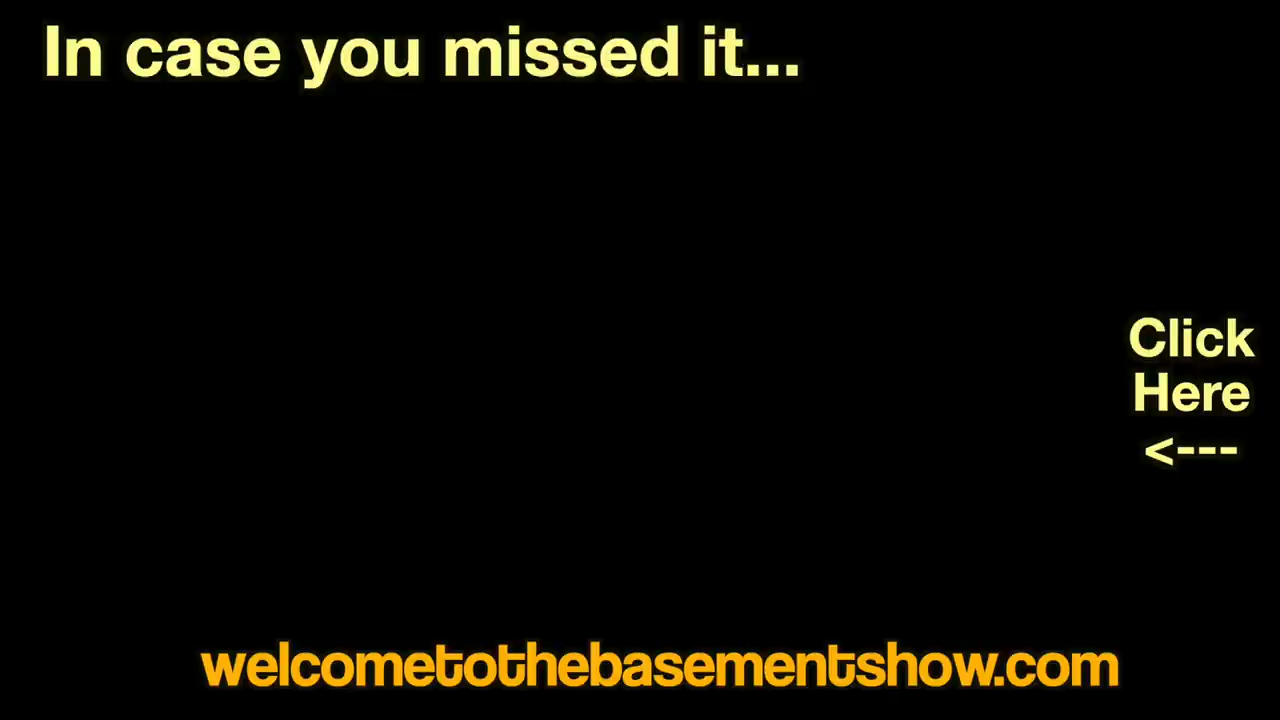 In case you missed it...
Click
Here
<---
welcometothebasementshow.com